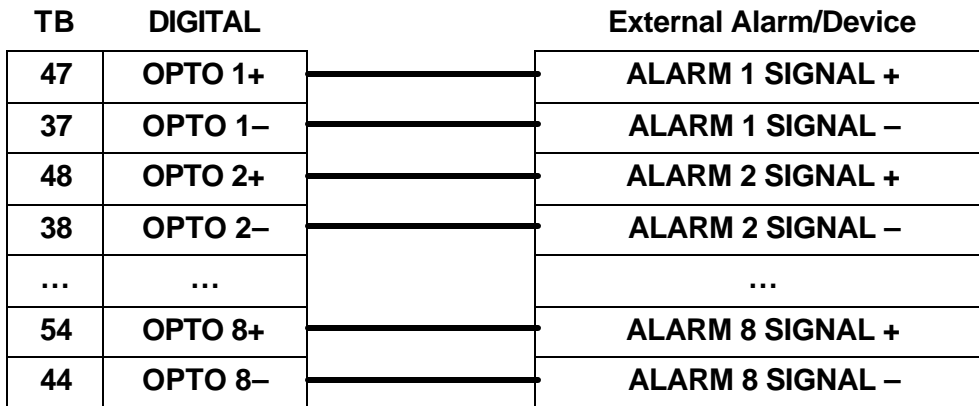 TB DIGITAL External Alarm/Device
47 OPTO 1+ ALARM 1 SIGNAL +
37 OPTO 1– ALARM 1 SIGNAL –
48 OPTO 2+ ALARM 2 SIGNAL +
38 OPTO 2– ALARM 2 SIGNAL –
… … …
54 OPTO 8+ ALARM 8 SIGNAL +
44 OPTO 8– ALARM 8 SIGNAL –